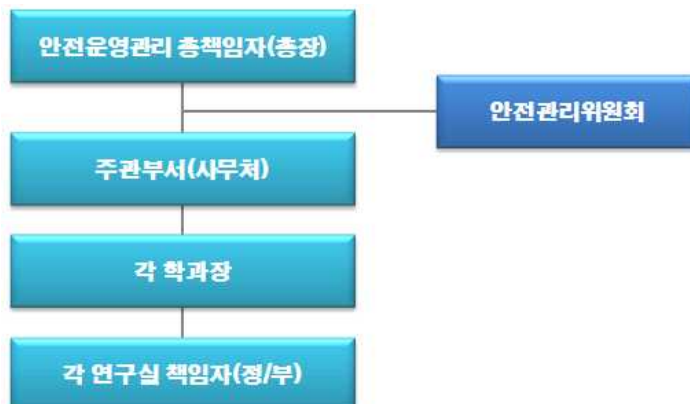 안전운영관리 총책임자(총장)
안전관리위원회
주관부서(사무처)
각 학과장
각 연구실 책임자(정/부)